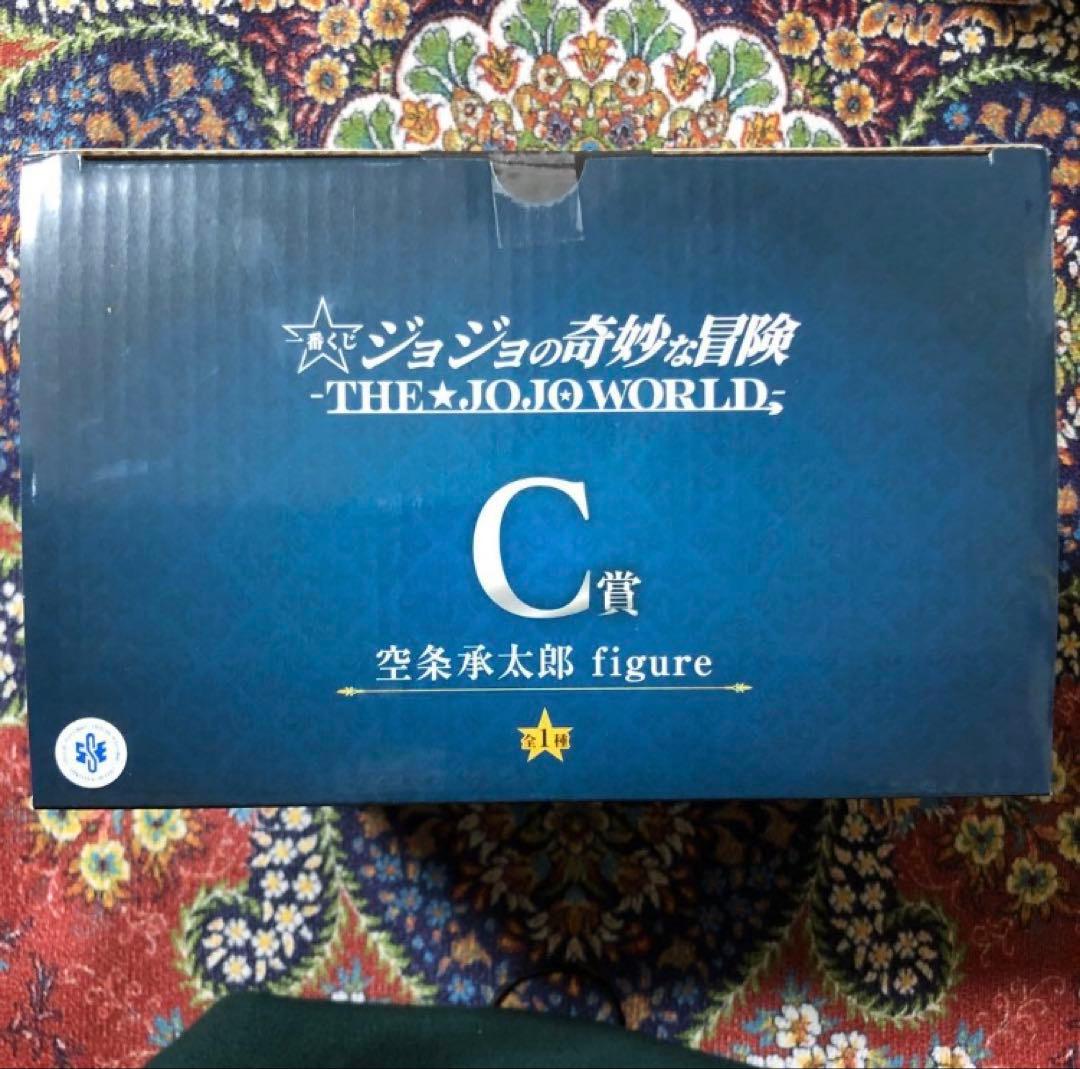 一番くじ ジョジョの奇妙な冒険
-THE★JOJO WORLD-
C賞
空条承太郎 figure
全1種